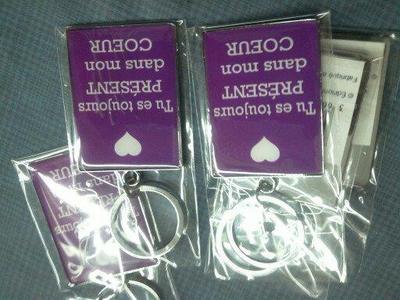 Tu es toujours
PRÉSENT
dans mon
COEUR
Tu es toujours
PRÉSENT
dans mon
COEUR